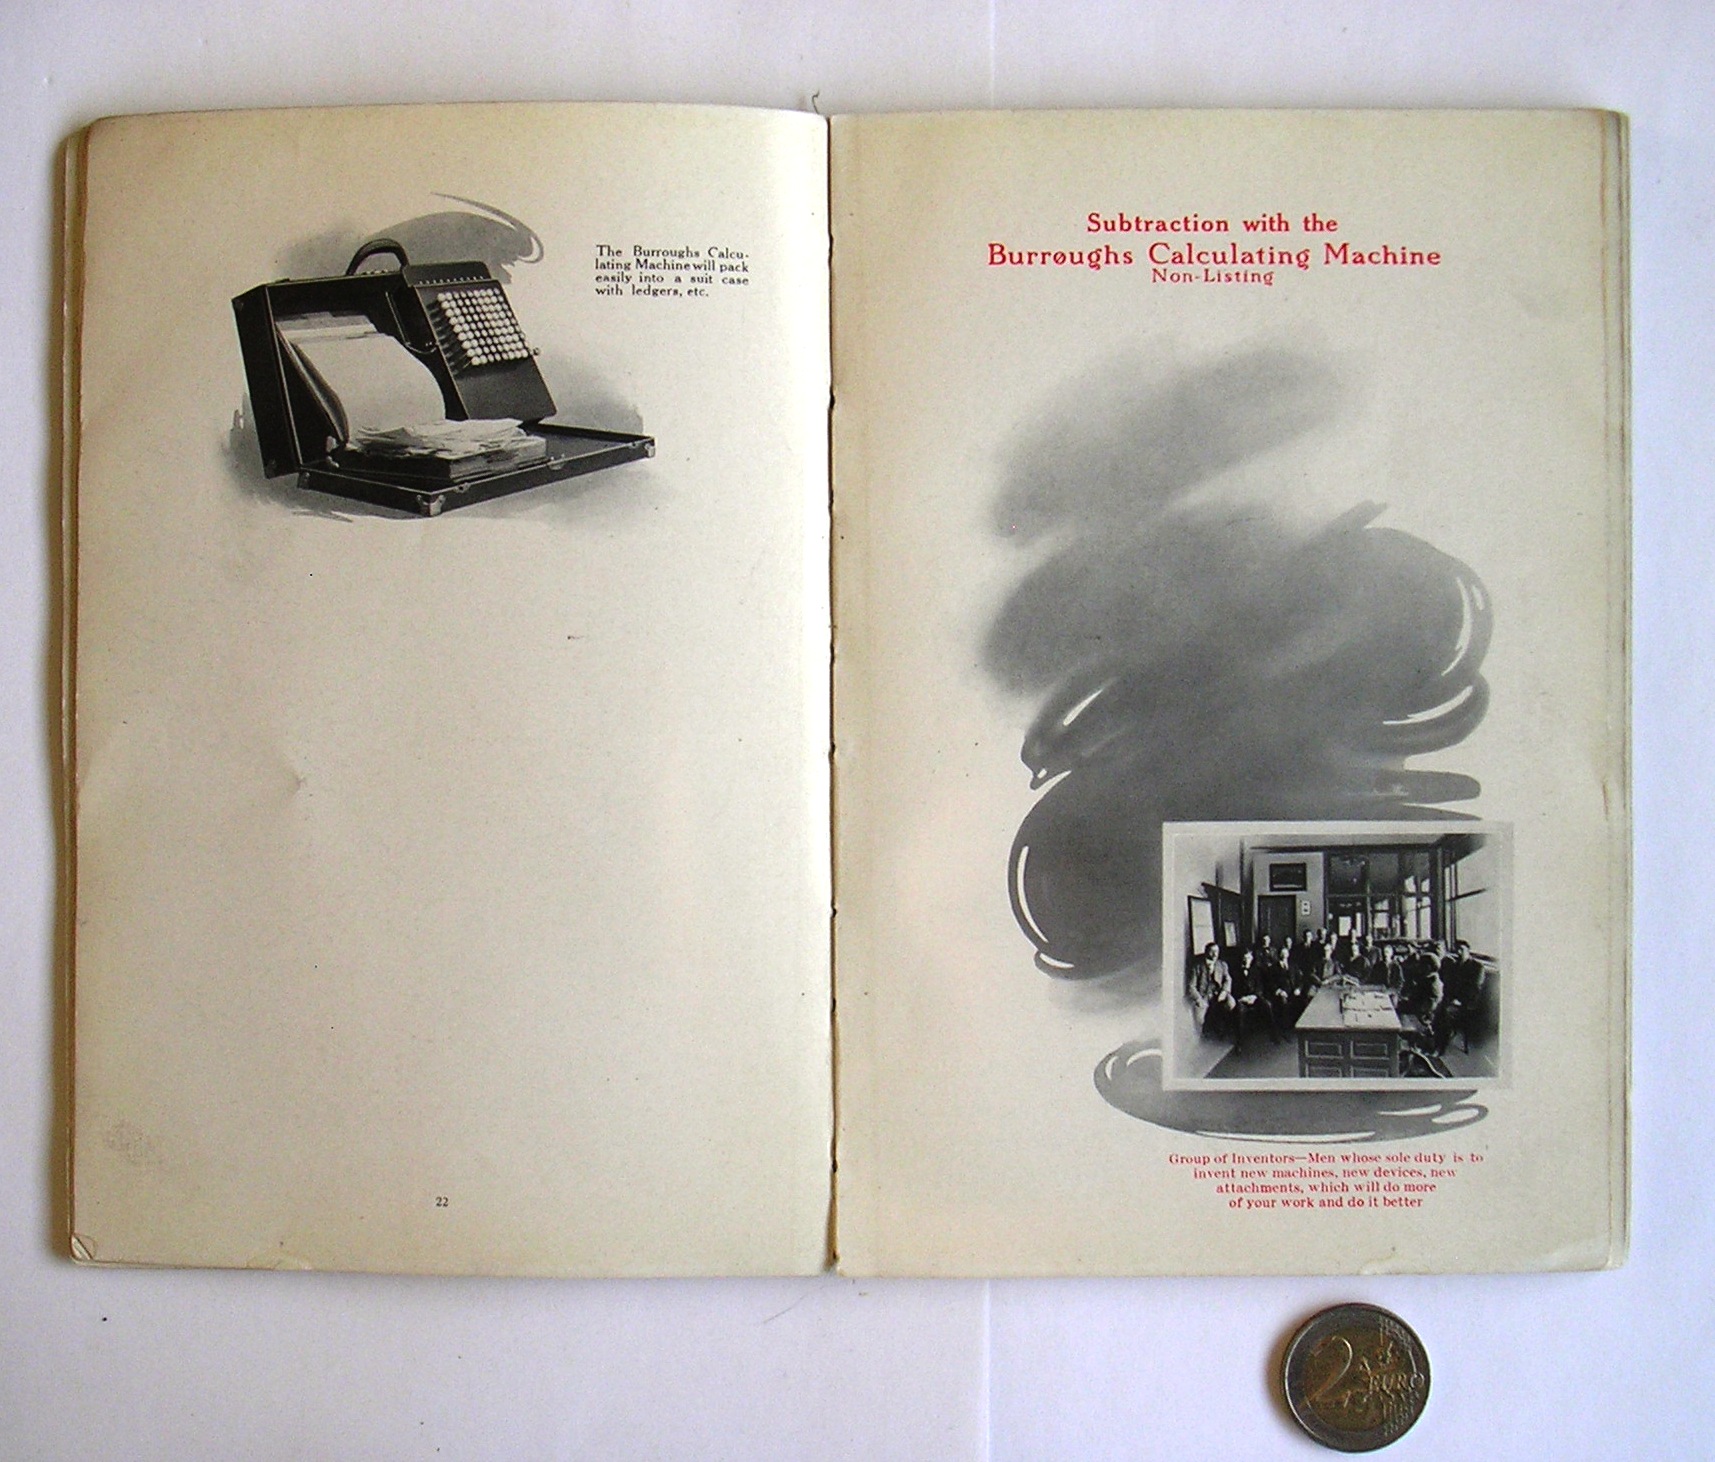 The Burroughs Calcu-
lating Machine will pack
easily into a suit case
with ledgers, etc.
22
Subtraction with the
Burroughs Calculating Machine
Non-Listing
Group of Inventors—Men whose sole duty is to
invent new machines, new devices, new
attachments, which will do more
of your work and do it better
2 EURO